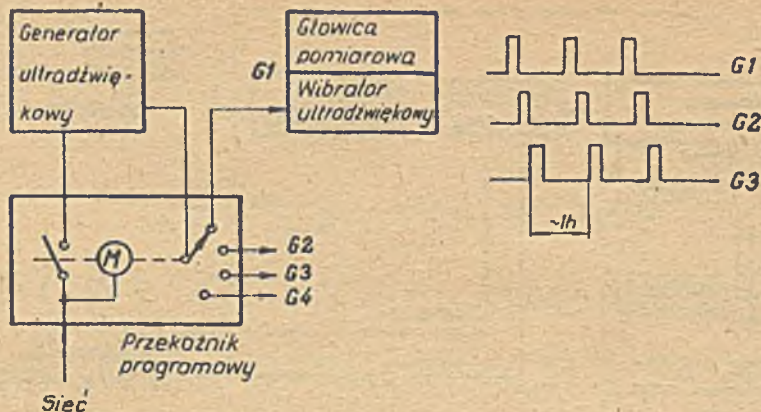 Generator
ultradźwię-
kowy
G1
Głowica
pomiarowa
Wibrator
ultradźwiękowy
G1
G2
G3
~1h
M
G2
G3
G4
Przekaźnik
programowy
Sieć